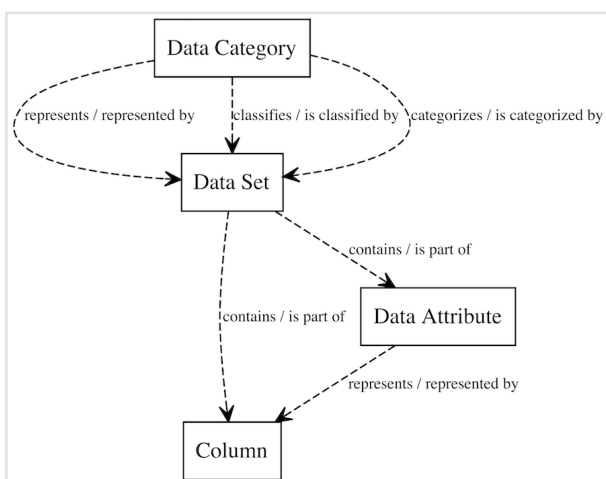 Data Category
represents / represented by
classifies / is classified by
categorizes / is categorized by
Data Set
contains / is part of
Data Attribute
contains / is part of
represents / represented by
Column